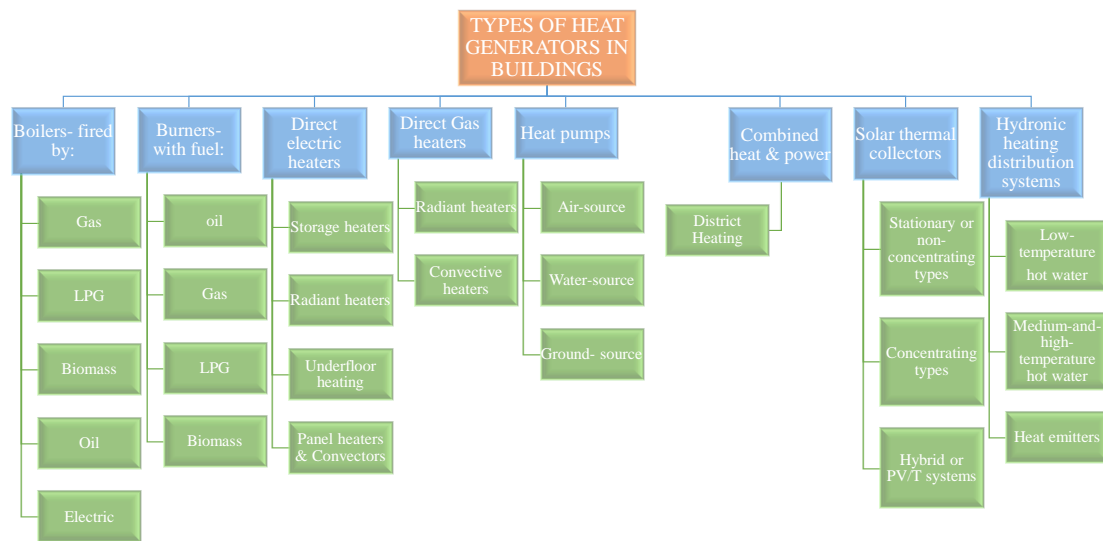 TYPES OF HEAT
GENERATORS IN
BUILDINGS
Boilers- fired
by:
Gas
LPG
Biomass
Oil
Electric
Burners-
with fuel:
oil
Gas
LPG
Biomass
Direct
electric
heaters
Storage heaters
Radiant heaters
Underfloor
heating
Panel heaters
& Convectors
Direct Gas
heaters
Radiant heaters
Convective
heaters
Heat pumps
Air-source
Water-source
Ground- source
Combined
heat & power
District
Heating
Solar thermal
collectors
Stationary or
non-
concentrating
types
Concentrating
types
Hybrid or
PV/T systems
Hydronic
heating
distribution
systems
Low-
temperature
hot water
Medium-and-
high-
temperature
hot water
Heat emitters